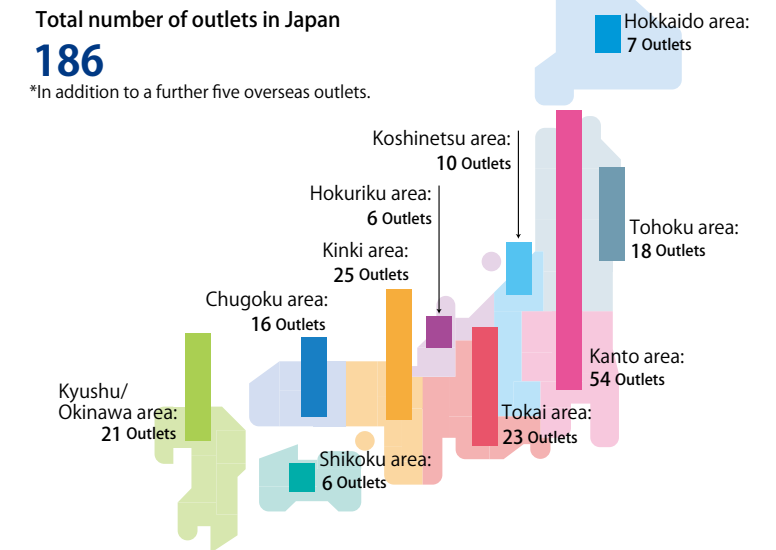 Total number of outlets in Japan
186
*In addition to a further five overseas outlets.
Hokkaido area:
7 Outlets
Koshinetsu area:
10 Outlets
Hokuriku area:
6 Outlets
Tohoku area:
18 Outlets
Kinki area:
25 Outlets
Chugoku area:
16 Outlets
Kanto area:
54 Outlets
Kyushu/
Okinawa area:
21 Outlets
Tokai area:
23 Outlets
Shikoku area:
6 Outlets